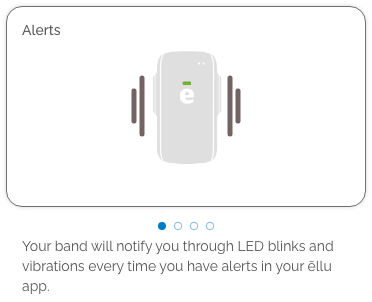 Alerts
ē
Your band will notify you through LED blinks and
vibrations every time you have alerts in your ēllu
app.